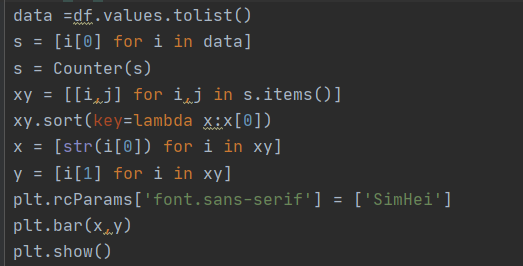 data =df.values.tolist()
s = [i[0] for i in data]
s = Counter(s)
xy = [[i,j] for i,j in s.items()]
xy.sort(key=lambda x:x[0])
x = [str(i[0]) for i in xy]
y = [i[1] for i in xy]
plt.rcParams['font.sans-serif'] = ['SimHei']
plt.bar(x,y)
plt.show()